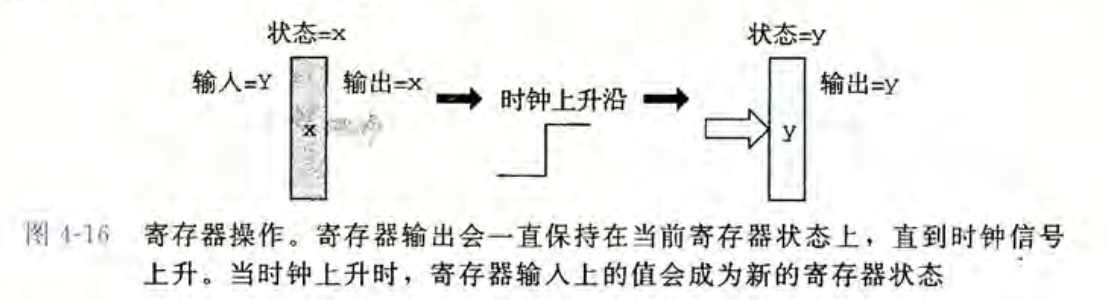 状态=x
状态=y
输入=Y
输出=x
时钟上升沿
输出=y
x
y
图 4-16 寄存器操作。寄存器输出会一直保持在当前寄存器状态上，直到时钟信号
上升。当时钟上升时，寄存器输入上的值会成为新的寄存器状态